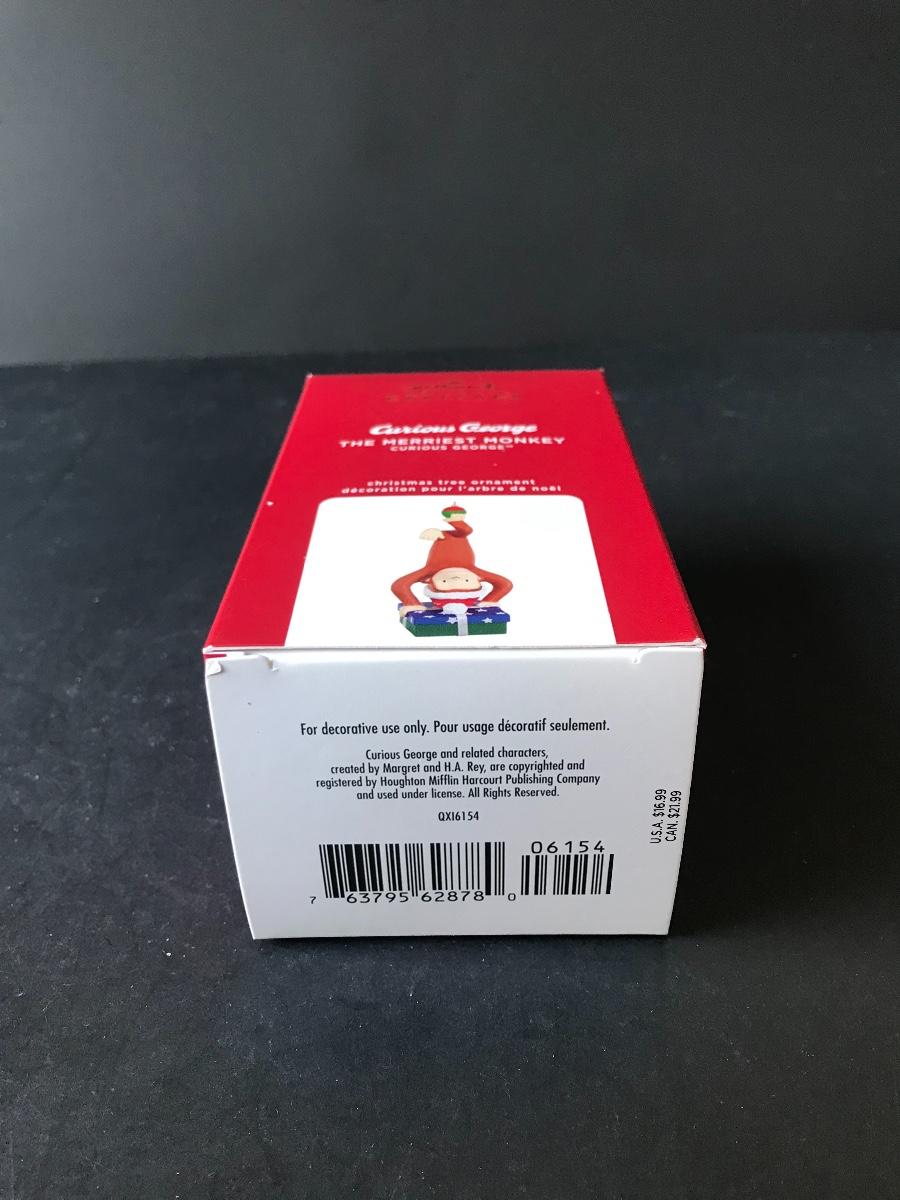 Curious George
THE MERRIEST MONKEY
CURIOUS GEORGE™
christmas tree ornament
décoration pour l'arbre de noël
For decorative use only. Pour usage décoratif seulement.
Curious George and related characters,
created by Margret and H.A. Rey, are copyrighted and
registered by Houghton Mifflin Harcourt Publishing Company
and used under license. All Rights Reserved.
QXI6154
U.S.A. $16.99
CAN. $21.99
06154
7 63795 62878 0